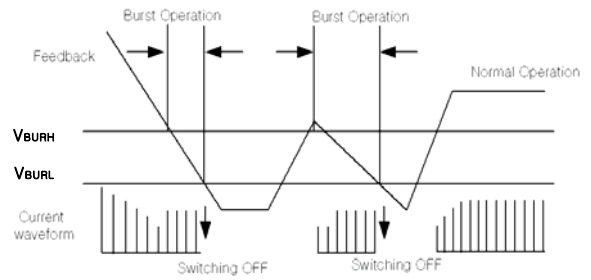 Burst Operation
Burst Operation
Feedback
Normal Operation
VBURH
VBURL
Current
waveform
Switching OFF
Switching OFF